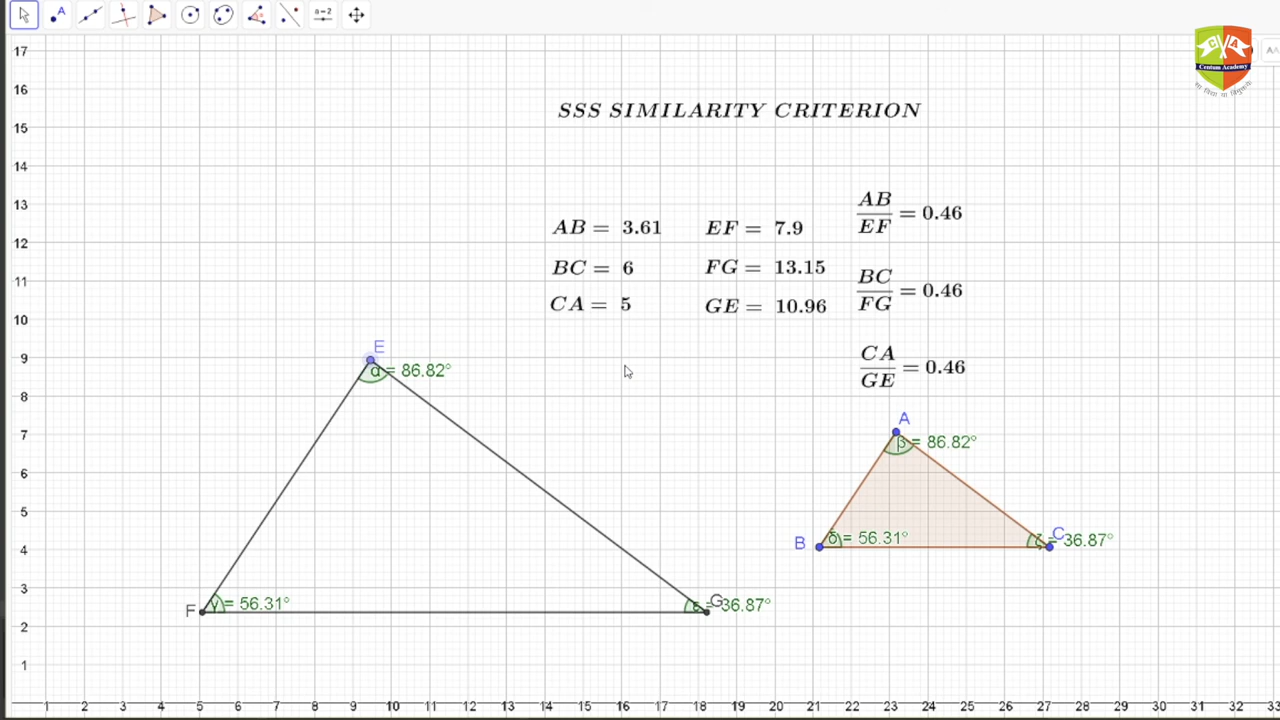 A
a=2
AA
C A
Centum Academy
17
16
15
14
13
12
11
10
9
8
7
6
5
4
3
2
1
SSS SIMILARITY CRITERION
AB = 3.61 EF = 7.9 AB/EF = 0.46
BC = 6 FG = 13.15 BC/FG = 0.46
CA = 5 GE = 10.96 CA/GE = 0.46
E
α = 86.82°
A
β = 86.82°
B δ = 56.31° ζ = 36.87° C
F γ = 56.31° ε = 36.87° G
1 2 3 4 5 6 7 8 9 10 11 12 13 14 15 16 17 18 19 20 21 22 23 24 25 26 27 28 29 30 31 32 33